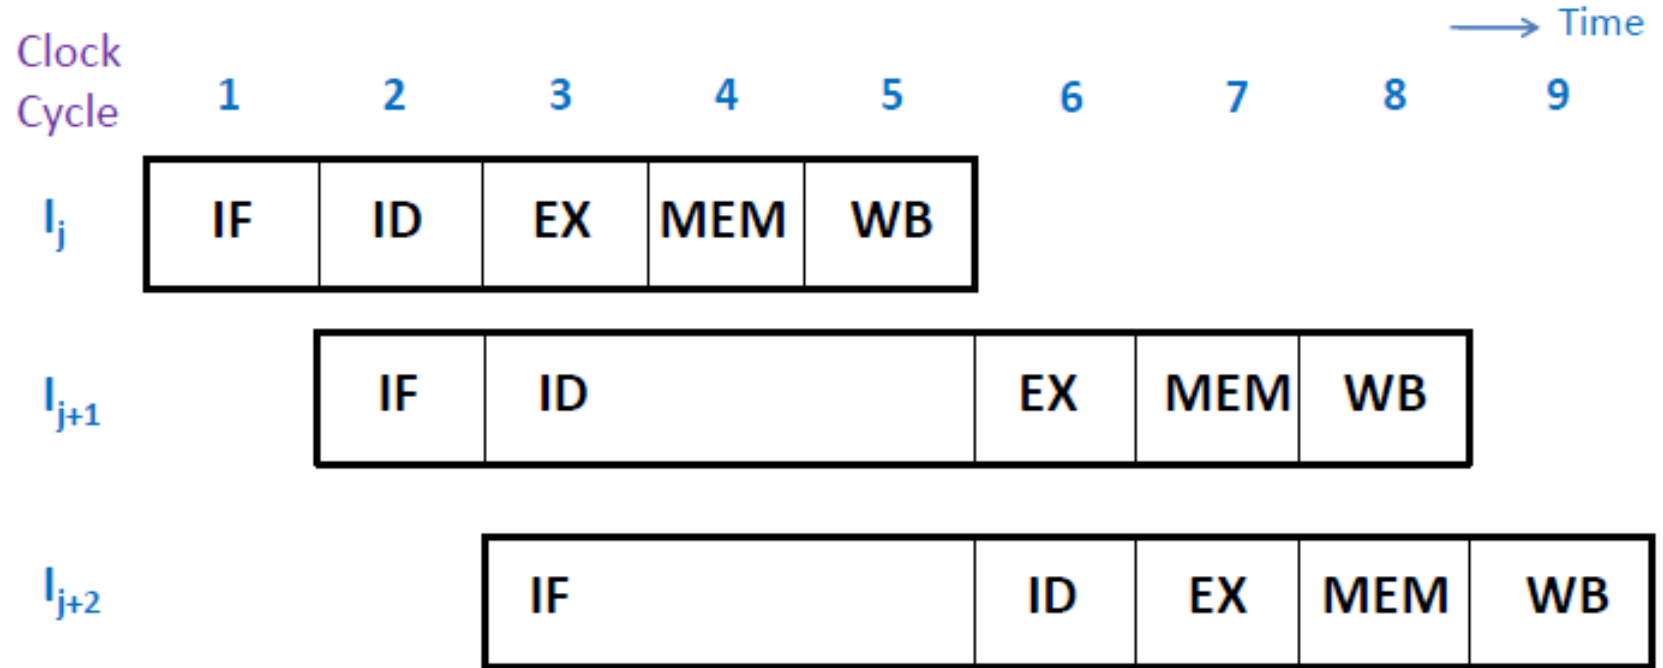 Time
Clock
Cycle 1 2 3 4 5 6 7 8 9
Ij IF ID EX MEM WB
Ij+1 IF ID EX MEM WB
Ij+2 IF ID EX MEM WB